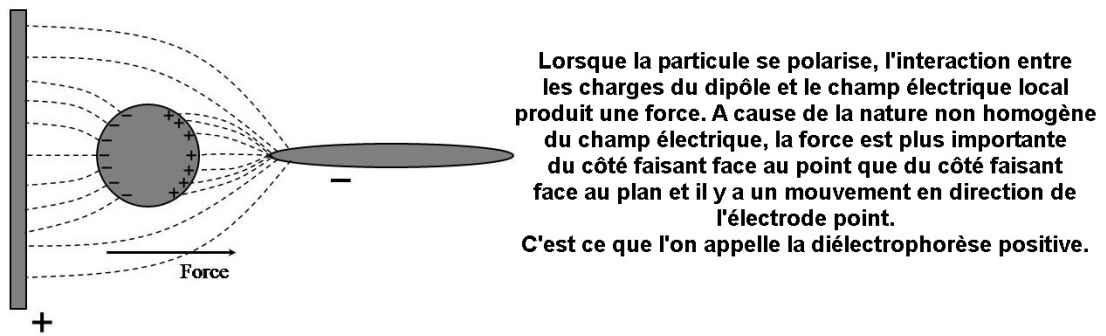 Lorsque la particule se polarise, l'interaction entre
les charges du dipôle et le champ électrique local
produit une force. A cause de la nature non homogène
du champ électrique, la force est plus importante
du côté faisant face au point que du côté faisant
face au plan et il y a un mouvement en direction de
l'électrode point.
C'est ce que l'on appelle la diélectrophorèse positive.
Force